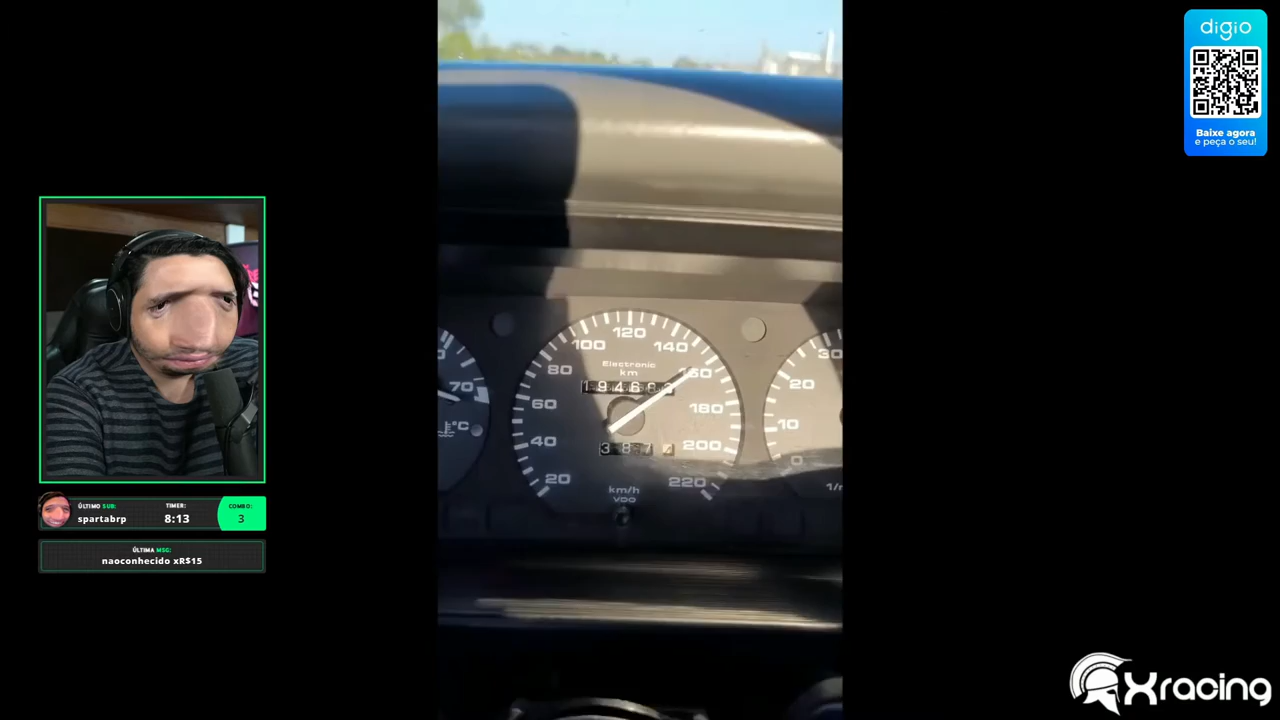 digio
Baixe agora
e peça o seu!
120
100
140
Electronic
km
80
160
70
60
180
°C
40
200
20
220
km/h
VDO
30
20
10
0
ÚLTIMO SUB:
spartabrp
TIMER:
8:13
COMBO:
3
ÚLTIMA MSG:
naoconhecido xR$15
Xracing